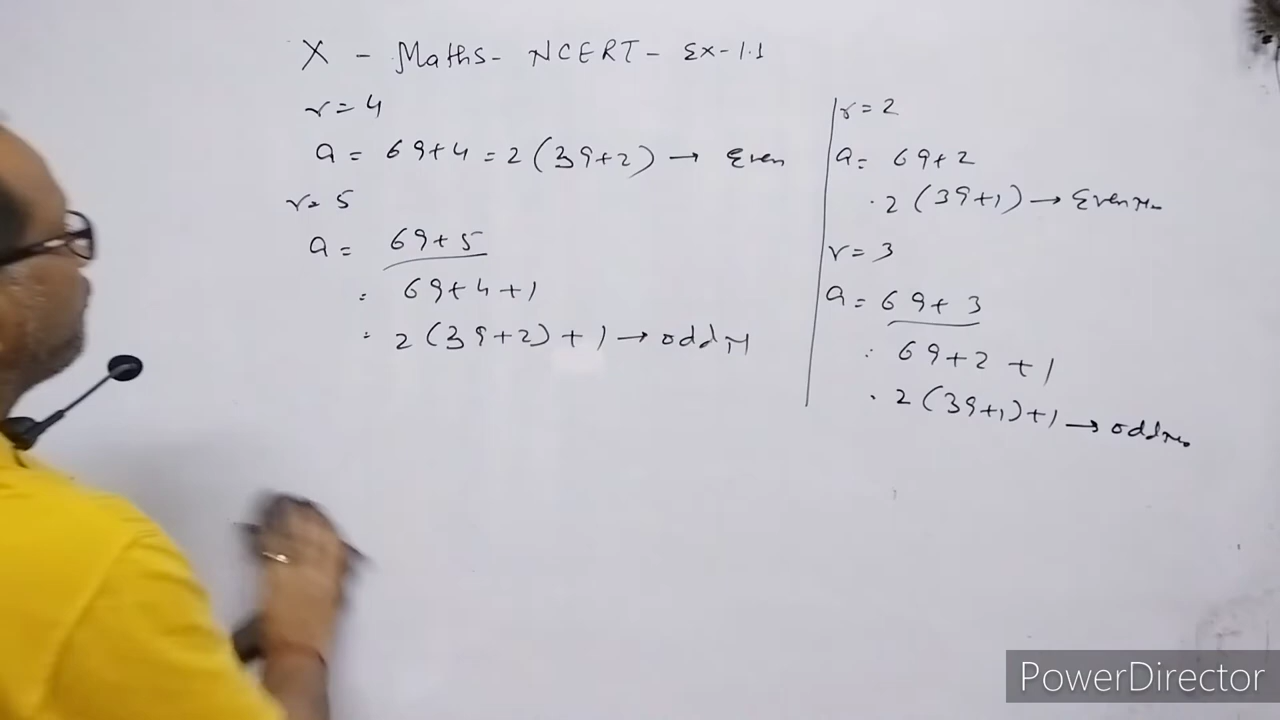 X - Maths - NCERT - Ex-1.1
r = 4
a = 6q+4 = 2(3q+2) → Even
r = 5
a = 6q+5
= 6q+4+1
= 2(3q+2)+1 → odd N
r = 2
a = 6q+2
. 2(3q+1) → Even no
r = 3
a = 6q+3
: 6q+2+1
. 2(3q+1)+1 → odd no
PowerDirector